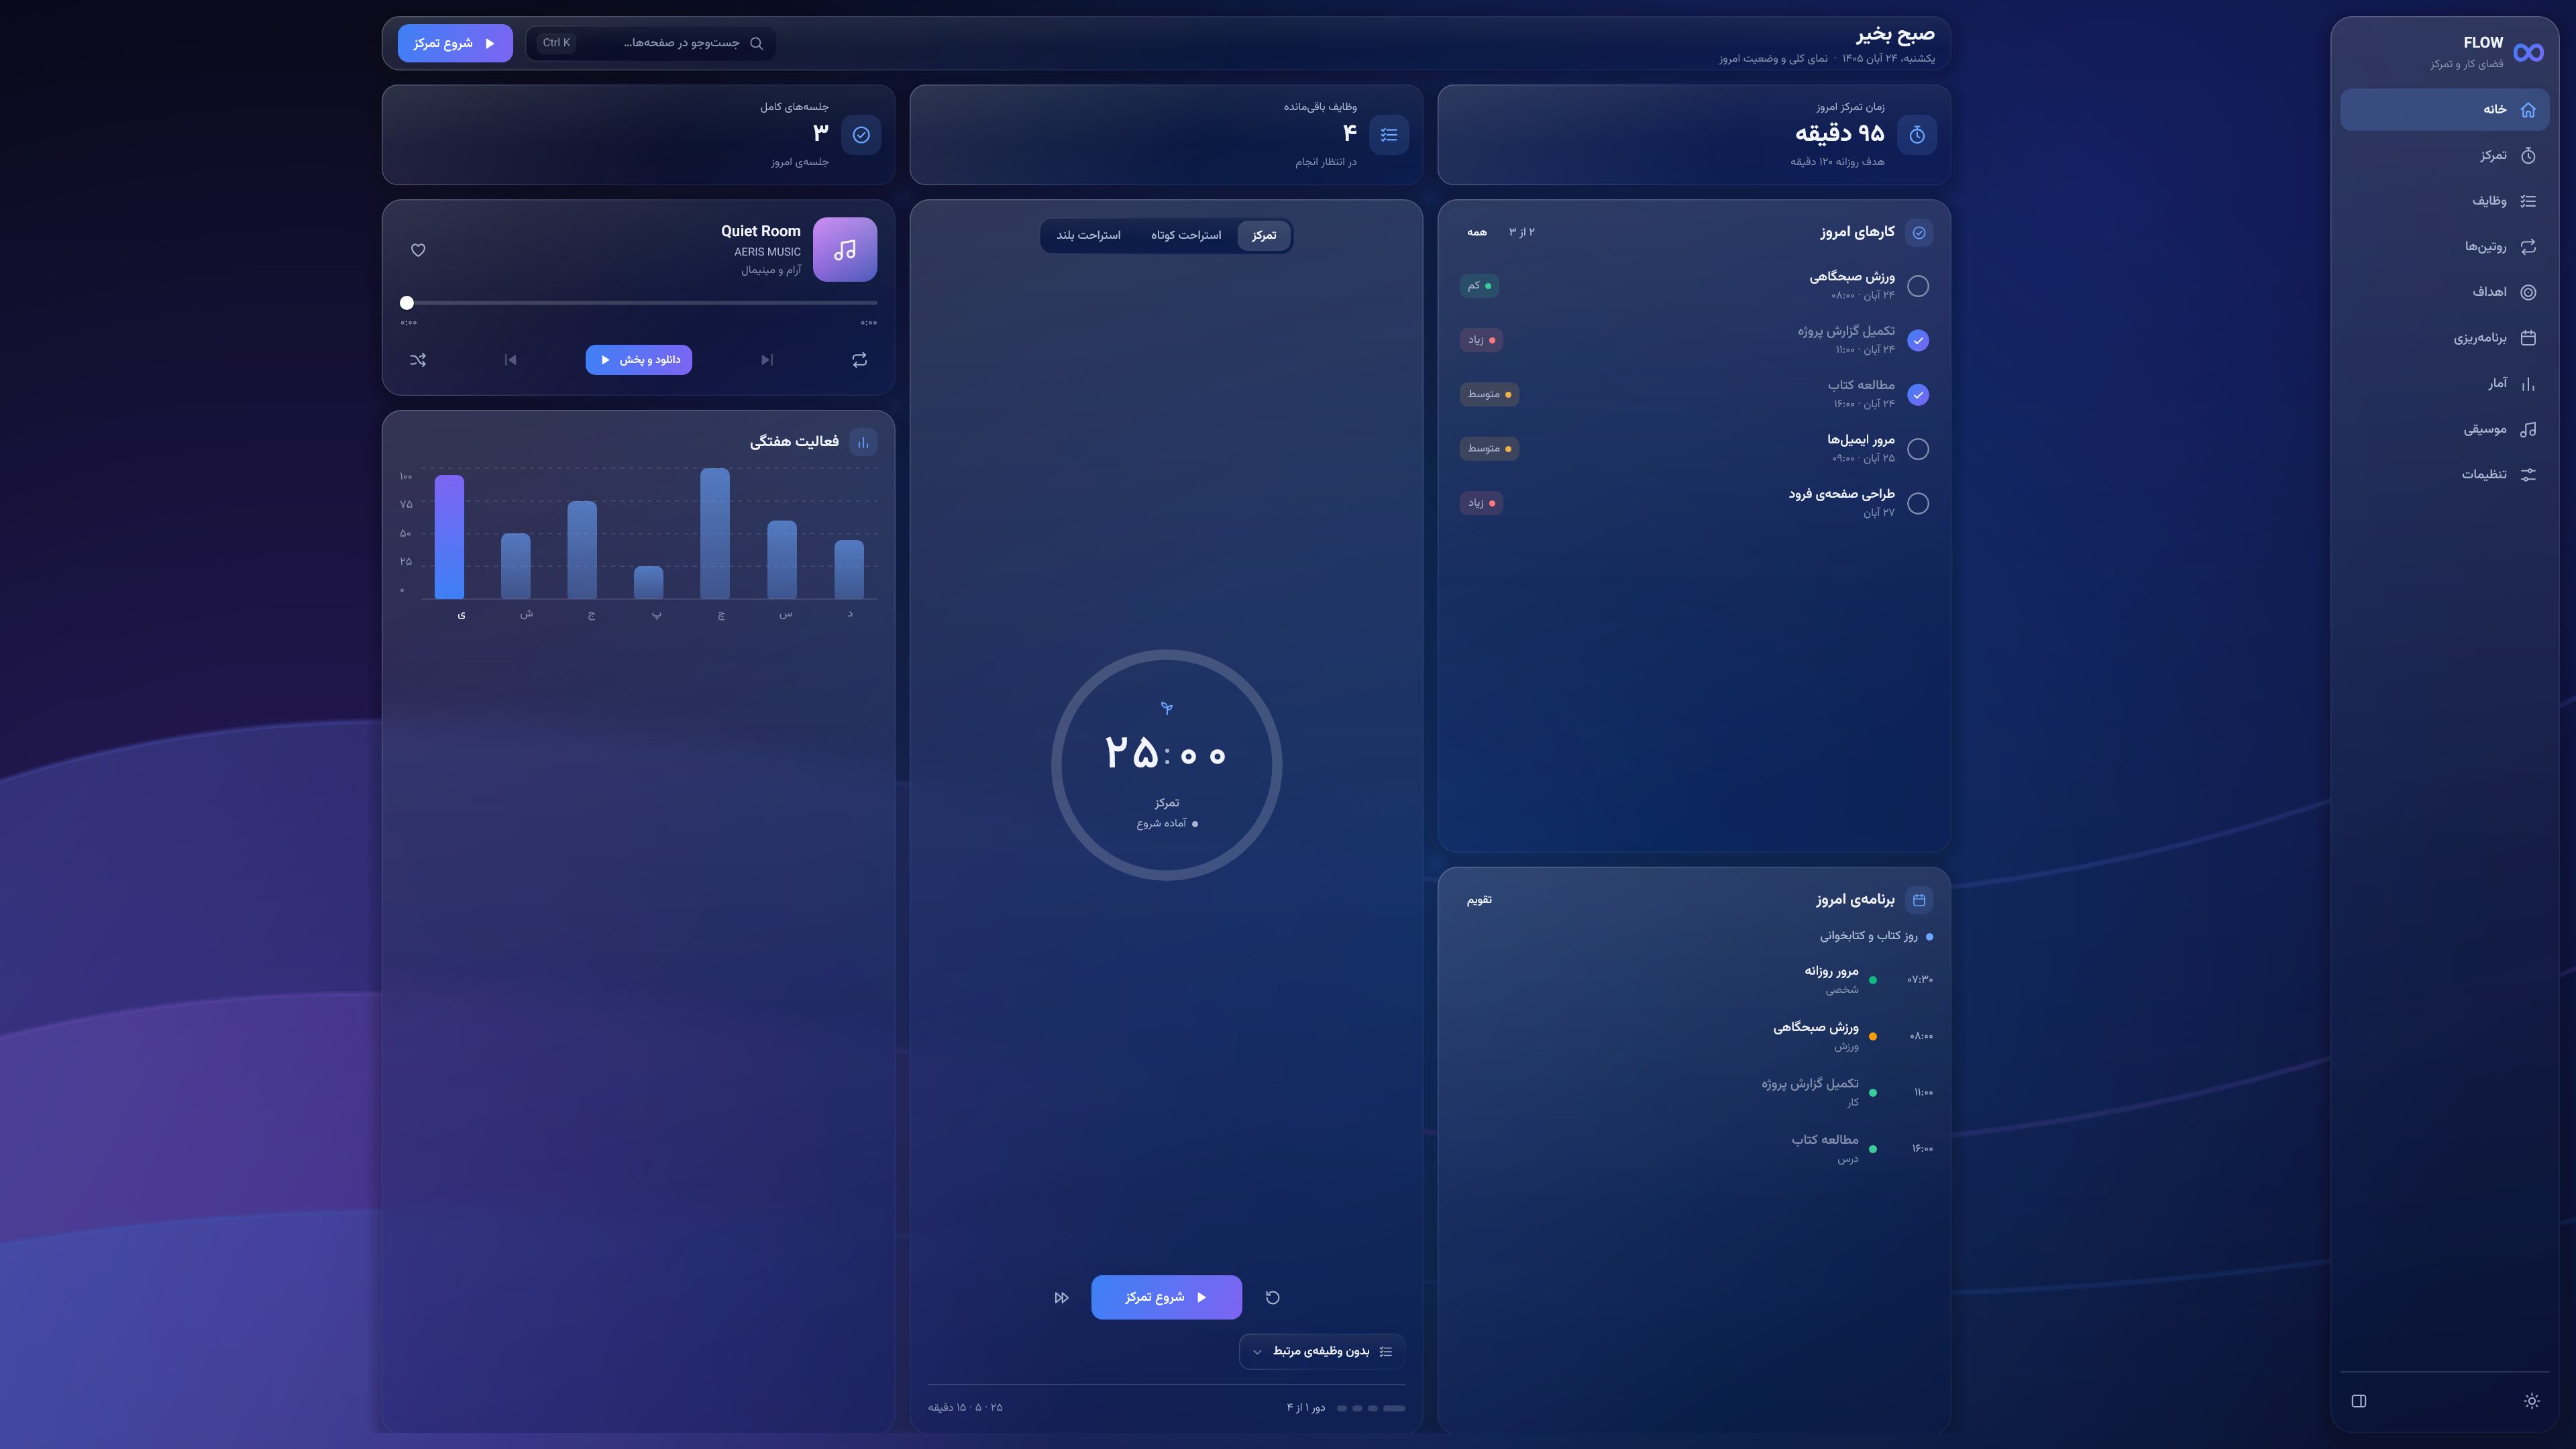 FLOW
فضای کار و تمرکز
خانه
تمرکز
وظایف
روتین‌ها
اهداف
برنامه‌ریزی
آمار
موسیقی
تنظیمات
صبح بخیر
یکشنبه، ۲۴ آبان ۱۴۰۵ · نمای کلی و وضعیت امروز
جست‌وجو در صفحه‌ها…
Ctrl K
شروع تمرکز
زمان تمرکز امروز
۹۵ دقیقه
هدف روزانه ۱۲۰ دقیقه
وظایف باقی‌مانده
۴
در انتظار انجام
جلسه‌های کامل
۳
جلسه‌ی امروز
کارهای امروز
۲ از ۳
همه
ورزش صبحگاهی
۲۴ آبان · ۰۸:۰۰
کم
تکمیل گزارش پروژه
۲۴ آبان · ۱۱:۰۰
زیاد
مطالعه کتاب
۲۴ آبان · ۱۶:۰۰
متوسط
مرور ایمیل‌ها
۲۵ آبان · ۰۹:۰۰
متوسط
طراحی صفحه‌ی فرود
۲۷ آبان
زیاد
برنامه‌ی امروز
تقویم
روز کتاب و کتابخوانی
۰۷:۳۰
مرور روزانه
شخصی
۰۸:۰۰
ورزش صبحگاهی
ورزش
۱۱:۰۰
تکمیل گزارش پروژه
کار
۱۶:۰۰
مطالعه کتاب
درس
تمرکز
استراحت کوتاه
استراحت بلند
۲۵:۰۰
تمرکز
آماده شروع
شروع تمرکز
بدون وظیفه‌ی مرتبط
دور ۱ از ۴
۲۵ · ۵ · ۱۵ دقیقه
Quiet Room
AERIS MUSIC
آرام و مینیمال
۰:۰۰
۰:۰۰
دانلود و پخش
فعالیت هفتگی
۱۰۰
۷۵
۵۰
۲۵
۰
د
س
چ
پ
ج
ش
ی